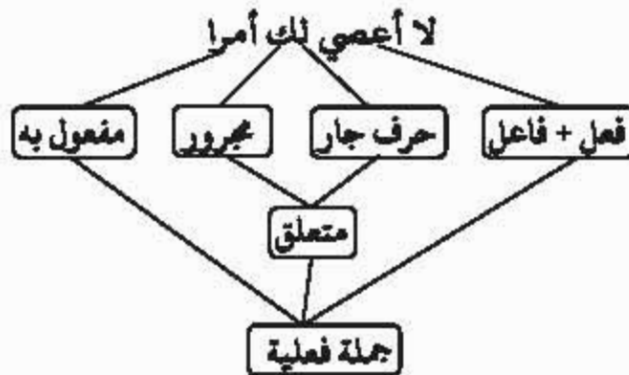 لا أعصي لك أمرا
فعل + فاعل
حرف جار
مجرور
مفعول به
متعلق
جملة فعلية